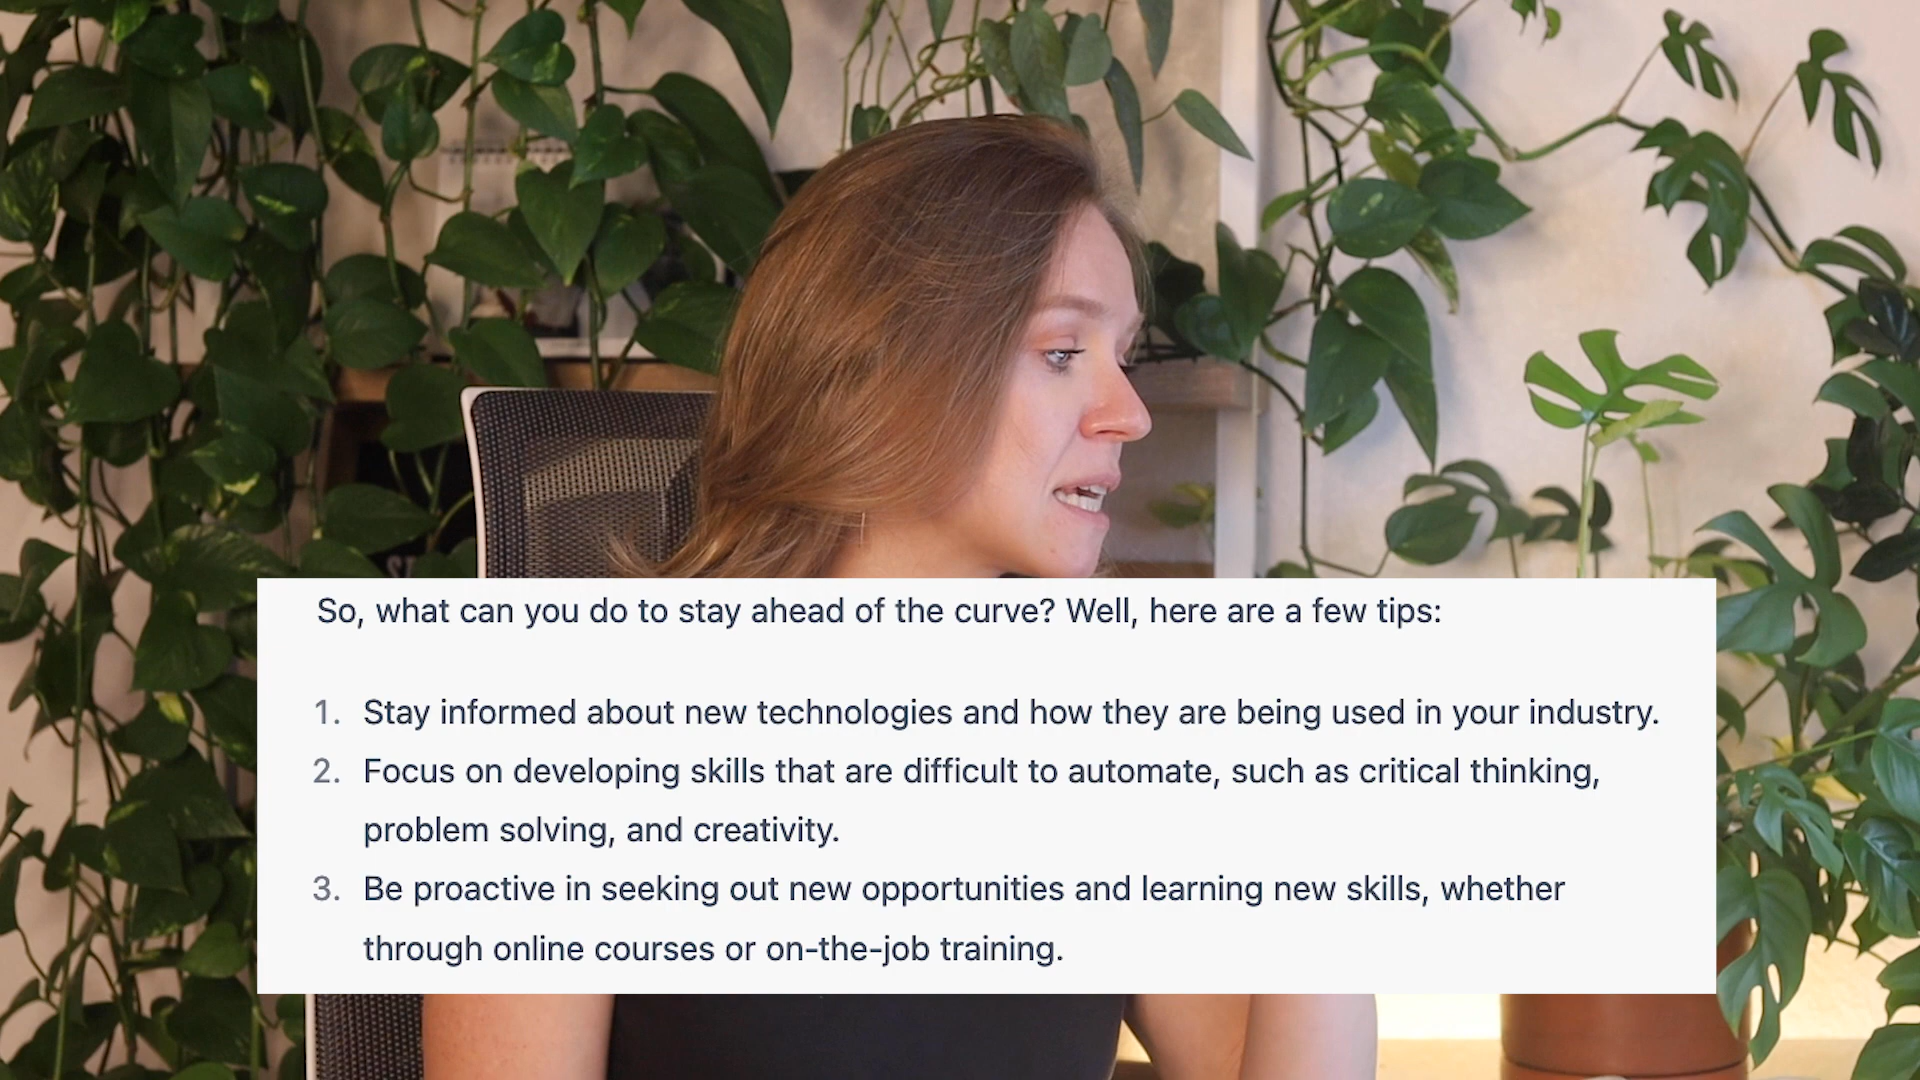 So, what can you do to stay ahead of the curve? Well, here are a few tips:
1. Stay informed about new technologies and how they are being used in your industry.
2. Focus on developing skills that are difficult to automate, such as critical thinking,
problem solving, and creativity.
3. Be proactive in seeking out new opportunities and learning new skills, whether
through online courses or on-the-job training.